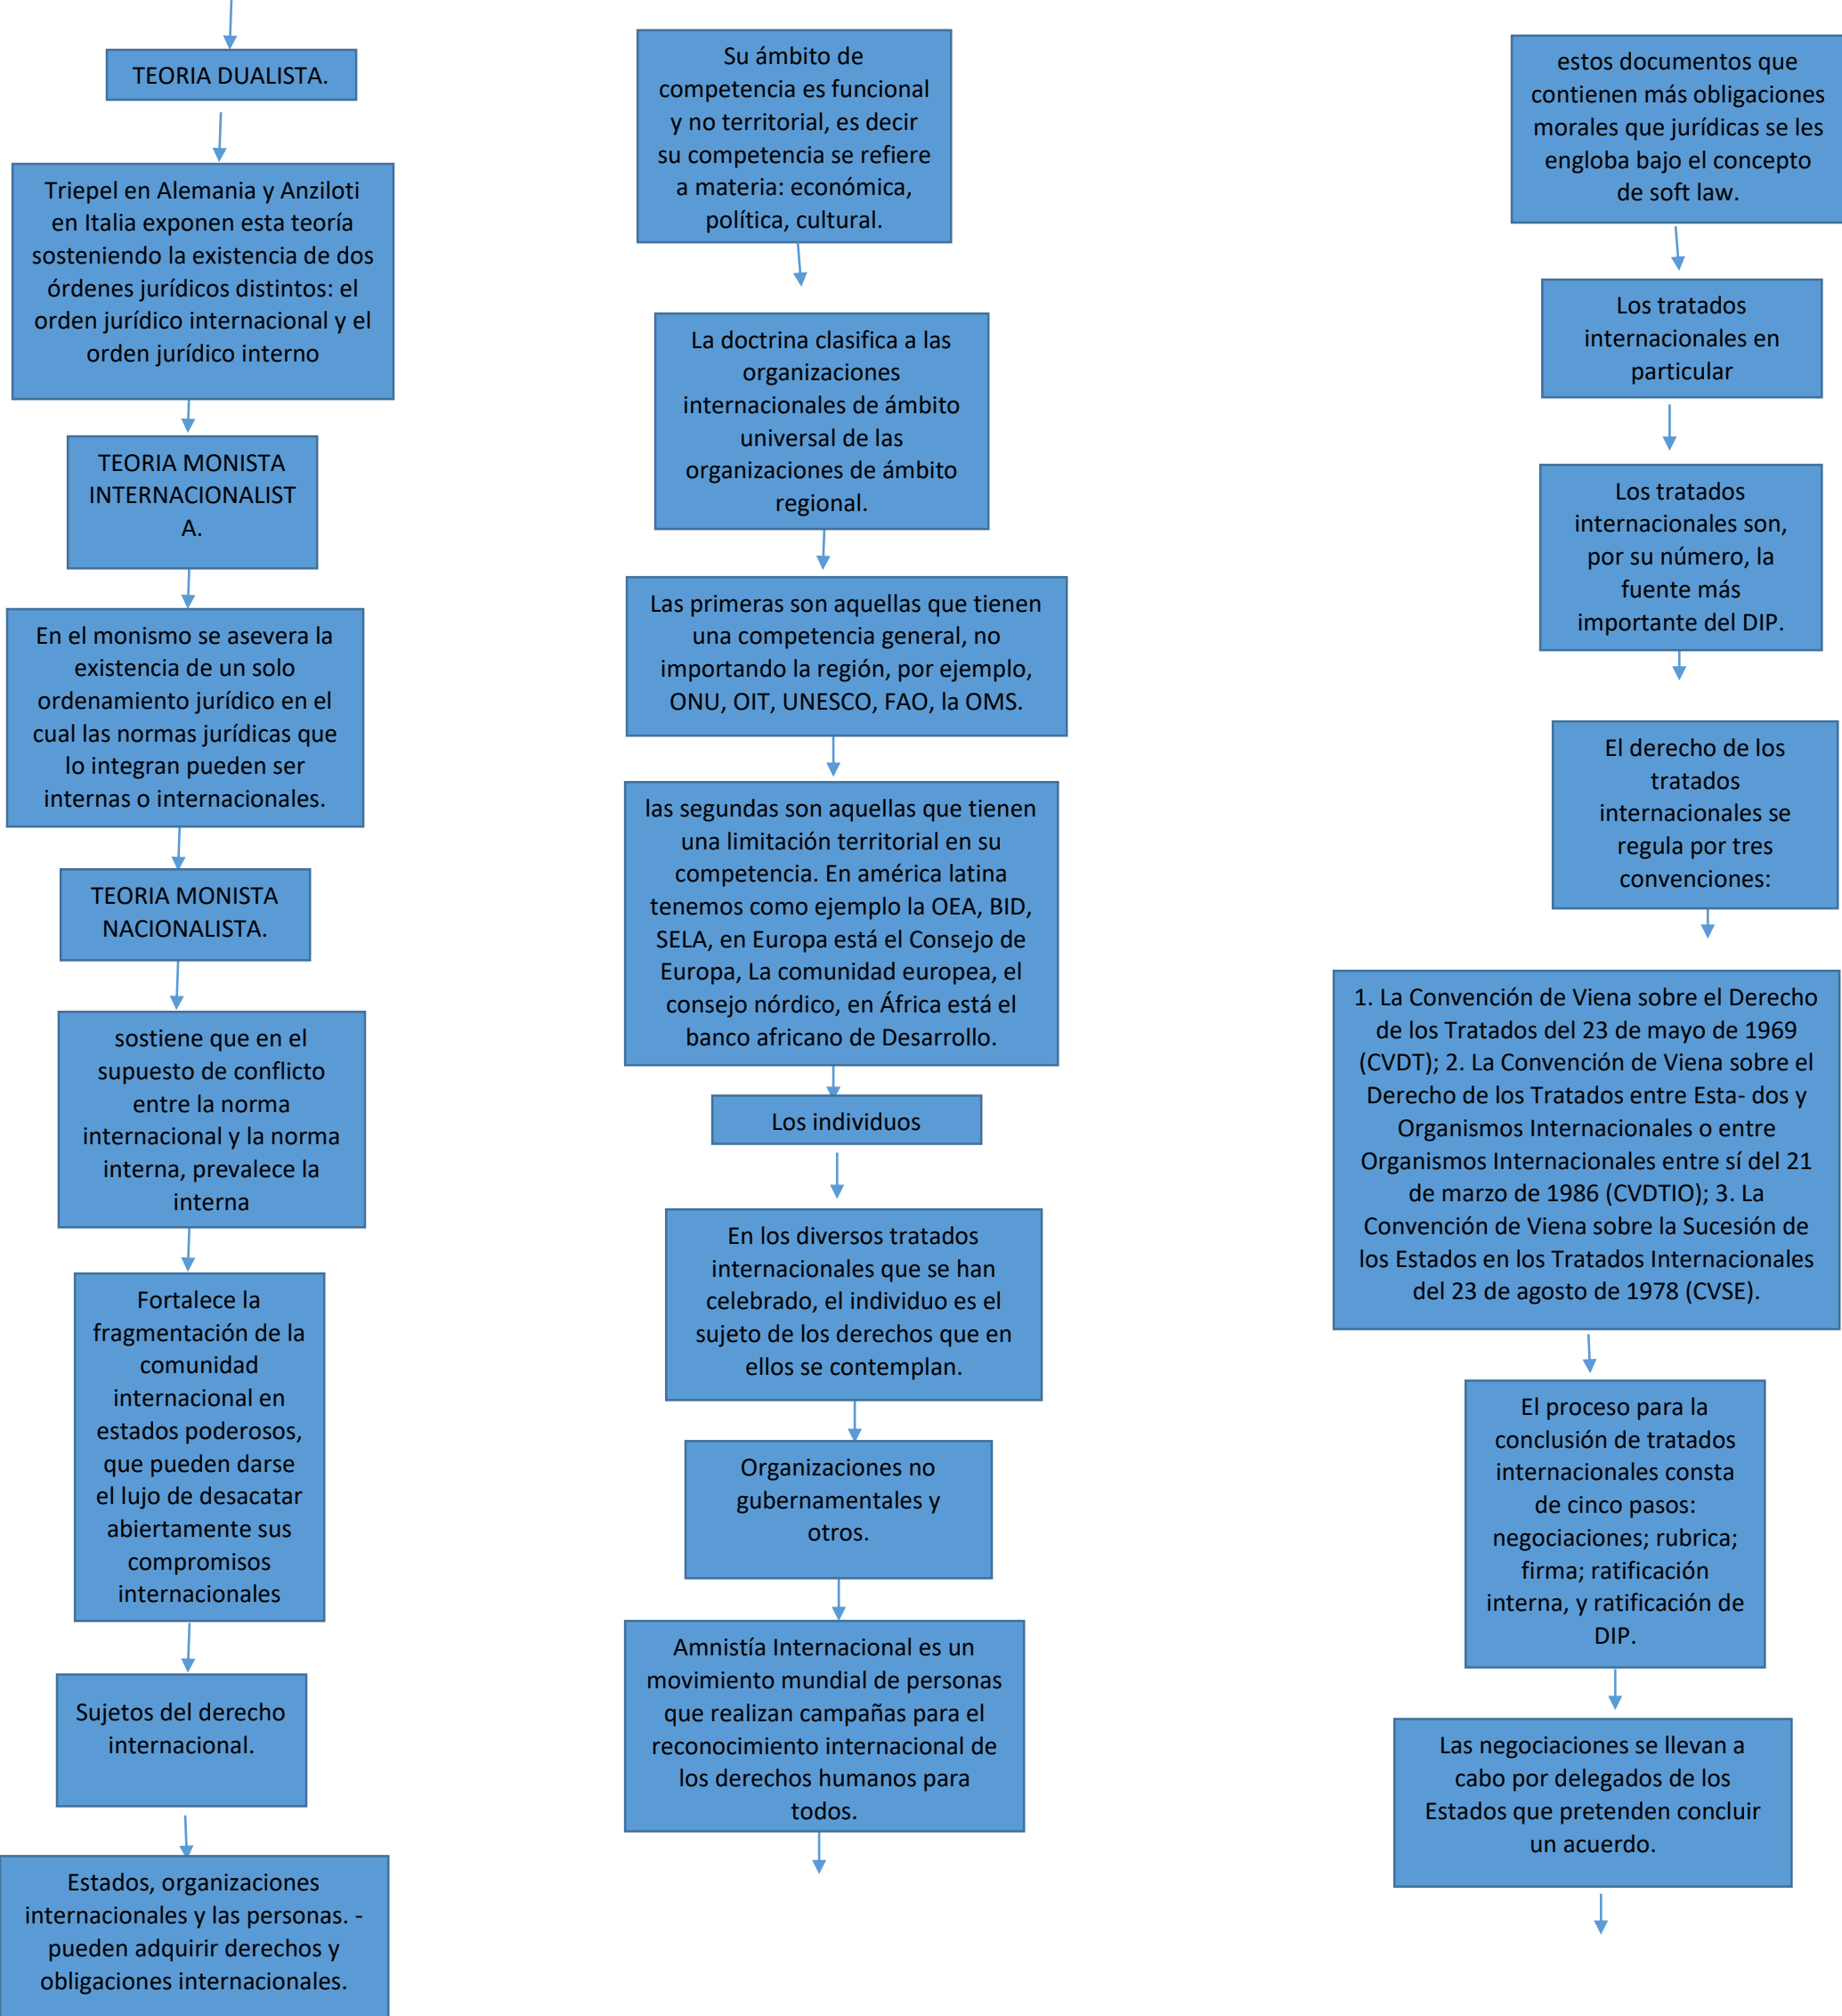 TEORIA DUALISTA.
Triepel en Alemania y Anziloti
en Italia exponen esta teoría
sosteniendo la existencia de dos
órdenes jurídicos distintos: el
orden jurídico internacional y el
orden jurídico interno
TEORIA MONISTA
INTERNACIONALIST
A.
En el monismo se asevera la
existencia de un solo
ordenamiento jurídico en el
cual las normas jurídicas que
lo integran pueden ser
internas o internacionales.
TEORIA MONISTA
NACIONALISTA.
sostiene que en el
supuesto de conflicto
entre la norma
internacional y la norma
interna, prevalece la
interna
Fortalece la
fragmentación de la
comunidad
internacional en
estados poderosos,
que pueden darse
el lujo de desacatar
abiertamente sus
compromisos
internacionales
Sujetos del derecho
internacional.
Estados, organizaciones
internacionales y las personas. -
pueden adquirir derechos y
obligaciones internacionales.
Su ámbito de
competencia es funcional
y no territorial, es decir
su competencia se refiere
a materia: económica,
política, cultural.
La doctrina clasifica a las
organizaciones
internacionales de ámbito
universal de las
organizaciones de ámbito
regional.
Las primeras son aquellas que tienen
una competencia general, no
importando la región, por ejemplo,
ONU, OIT, UNESCO, FAO, la OMS.
las segundas son aquellas que tienen
una limitación territorial en su
competencia. En américa latina
tenemos como ejemplo la OEA, BID,
SELA, en Europa está el Consejo de
Europa, La comunidad europea, el
consejo nórdico, en África está el
banco africano de Desarrollo.
Los individuos
En los diversos tratados
internacionales que se han
celebrado, el individuo es el
sujeto de los derechos que en
ellos se contemplan.
Organizaciones no
gubernamentales y
otros.
Amnistía Internacional es un
movimiento mundial de personas
que realizan campañas para el
reconocimiento internacional de
los derechos humanos para
todos.
estos documentos que
contienen más obligaciones
morales que jurídicas se les
engloba bajo el concepto
de soft law.
Los tratados
internacionales en
particular
Los tratados
internacionales son,
por su número, la
fuente más
importante del DIP.
El derecho de los
tratados
internacionales se
regula por tres
convenciones:
1. La Convención de Viena sobre el Derecho
de los Tratados del 23 de mayo de 1969
(CVDT); 2. La Convención de Viena sobre el
Derecho de los Tratados entre Esta- dos y
Organismos Internacionales o entre
Organismos Internacionales entre sí del 21
de marzo de 1986 (CVDTIO); 3. La
Convención de Viena sobre la Sucesión de
los Estados en los Tratados Internacionales
del 23 de agosto de 1978 (CVSE).
El proceso para la
conclusión de tratados
internacionales consta
de cinco pasos:
negociaciones; rubrica;
firma; ratificación
interna, y ratificación de
DIP.
Las negociaciones se llevan a
cabo por delegados de los
Estados que pretenden concluir
un acuerdo.